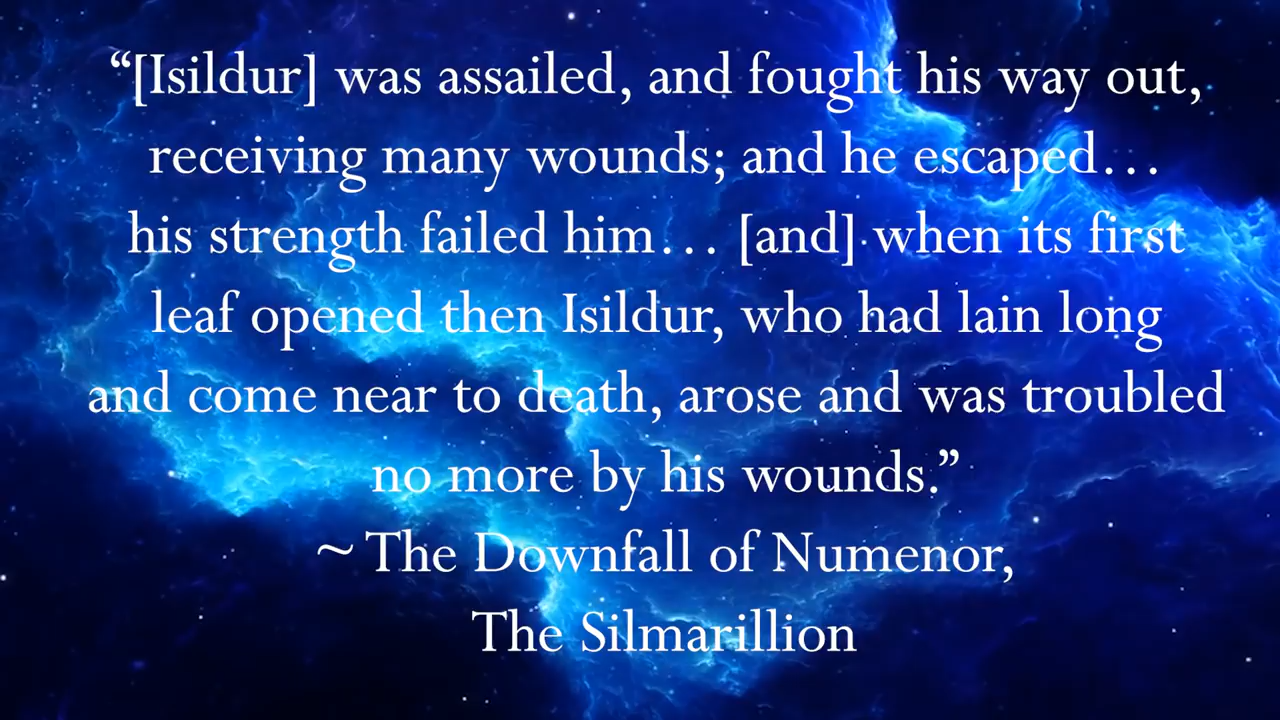 “[Isildur] was assailed, and fought his way out,
receiving many wounds; and he escaped…
his strength failed him… [and] when its first
leaf opened then Isildur, who had lain long
and come near to death, arose and was troubled
no more by his wounds.”
~ The Downfall of Numenor,
The Silmarillion